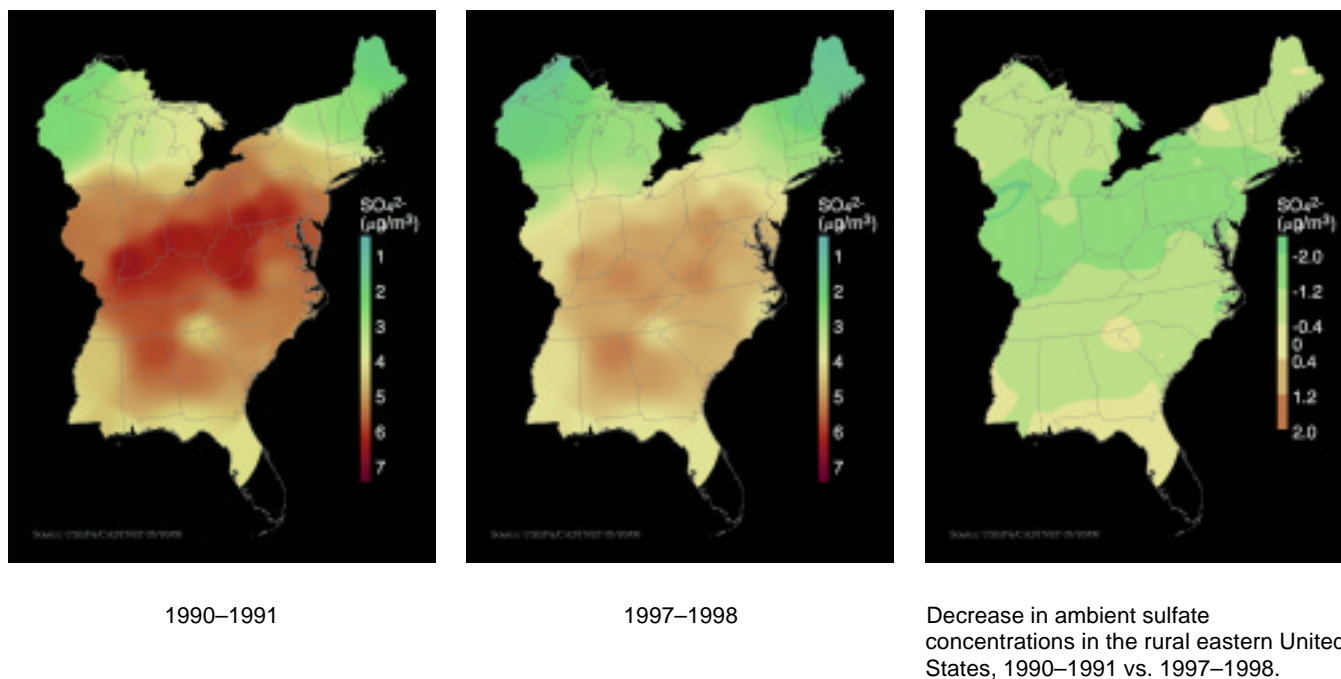 SO₄²⁻
(μg/m³)
1
2
3
4
5
6
7
SO₄²⁻
(μg/m³)
1
2
3
4
5
6
7
SO₄²⁻
(μg/m³)
-2.0
-1.2
-0.4
0
0.4
1.2
2.0
1990–1991
1997–1998
Decrease in ambient sulfate
concentrations in the rural eastern United
States, 1990–1991 vs. 1997–1998.